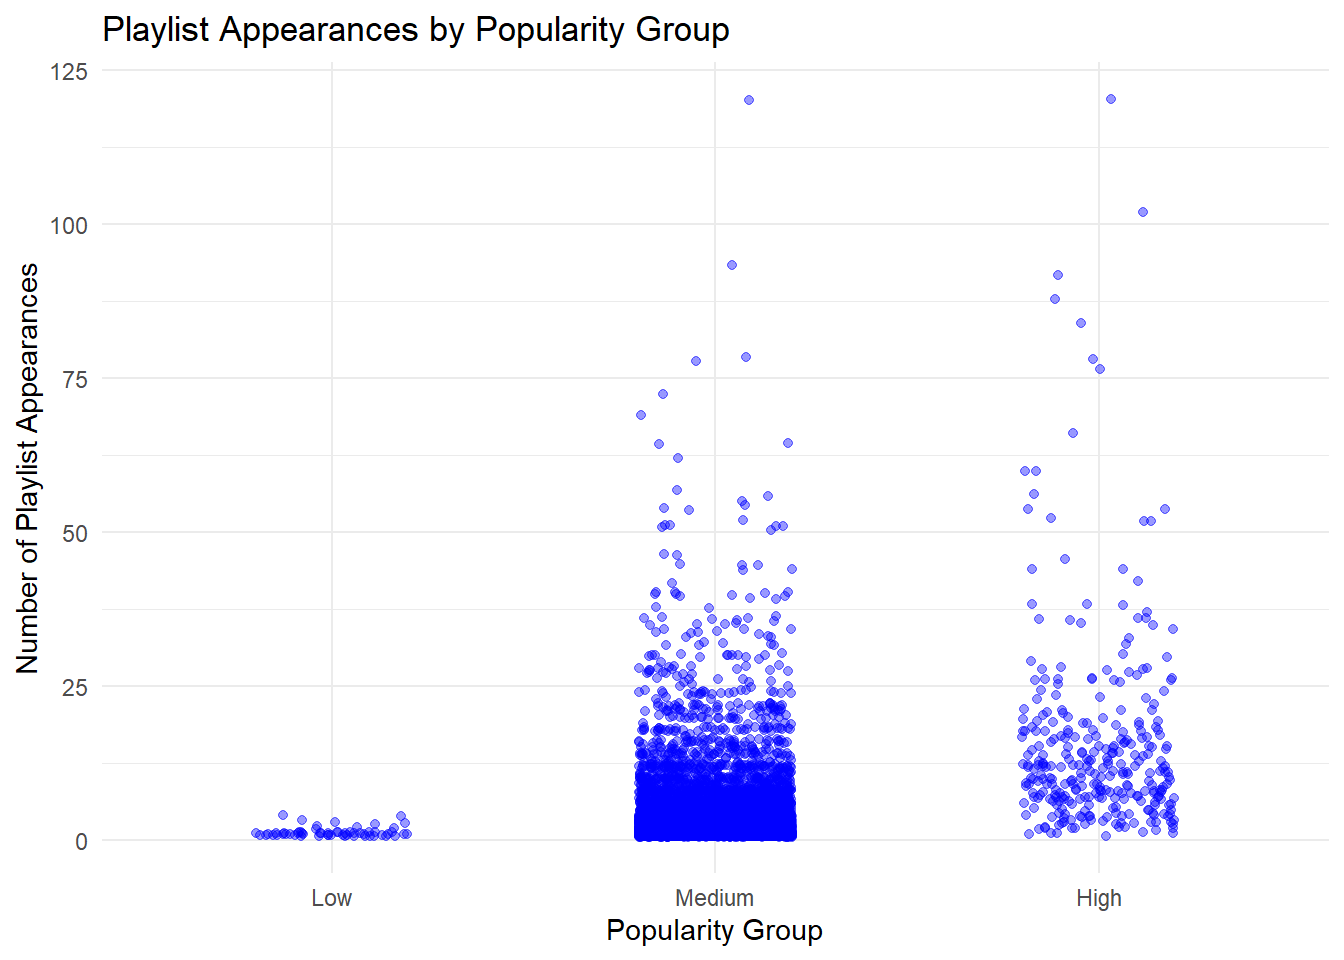 Playlist Appearances by Popularity Group
125
100
75
50
25
0
Number of Playlist Appearances
Low
Medium
High
Popularity Group